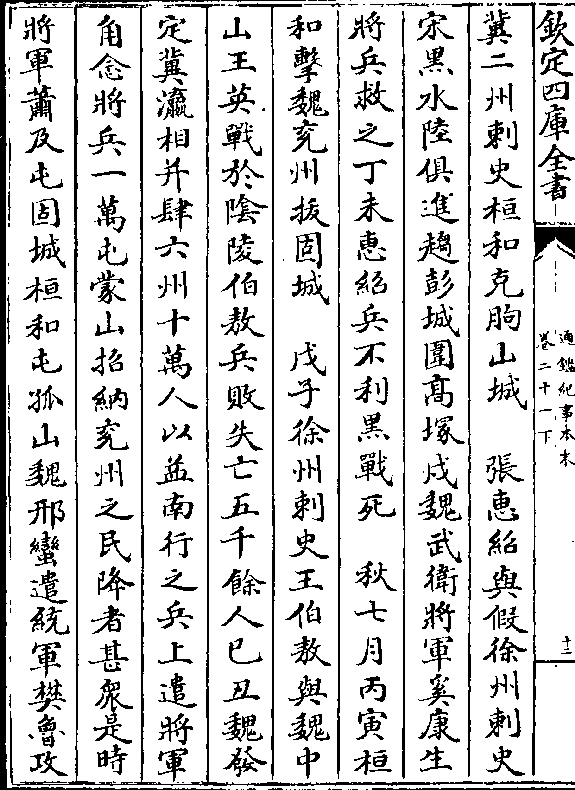 欽定四庫全書
通鑑紀事本末
卷二十一下
十三
冀二州刺史桓和克朐山城　張惠紹與假徐州刺史
宋黑水陸俱進趨彭城圍高塚戍魏武衛將軍奚康生
將兵救之丁未惠紹兵不利黑戰死　秋七月丙寅桓
和擊魏兗州拔固城　戊子徐州刺史王伯敖與魏中
山王英戰於陰陵伯敖兵敗失亡五千餘人已丑魏發
定冀瀛相并肆六州十萬人以益南行之兵上遣將軍
角念將兵一萬屯蒙山招納兗州之民降者甚衆是時
將軍蕭及屯固城桓和屯孤山魏邢蠻遣統軍樊魯攻